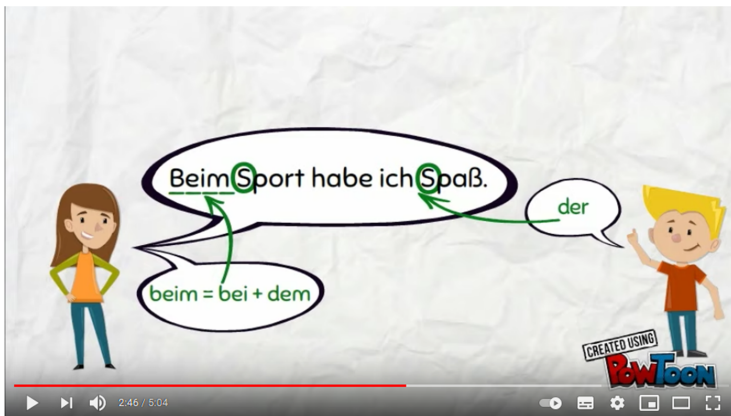 Beim Sport habe ich Spaß.
der
beim = bei + dem
CREATED USING
POWTOON
2:46 / 5:04